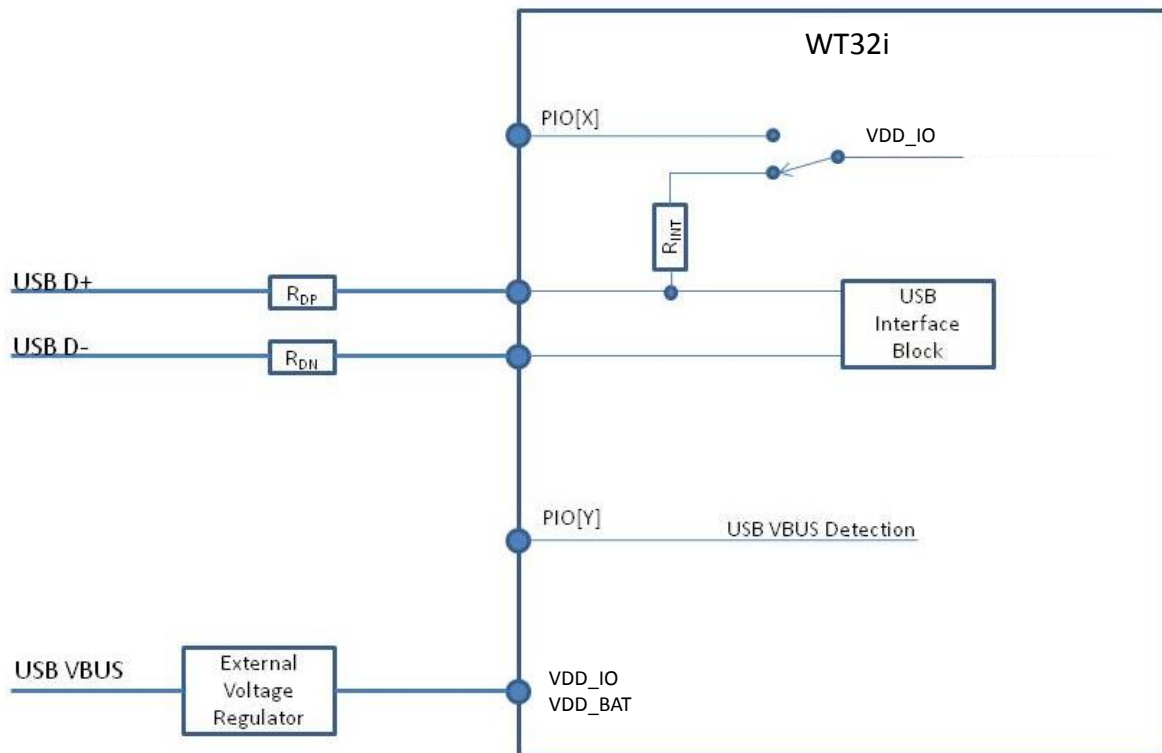 WT32i
PIO[X]
VDD_IO
RINT
USB D+
RDP
USB
Interface
Block
USB D-
RDN
PIO[Y]
USB VBUS Detection
USB VBUS
External
Voltage
Regulator
VDD_IO
VDD_BAT